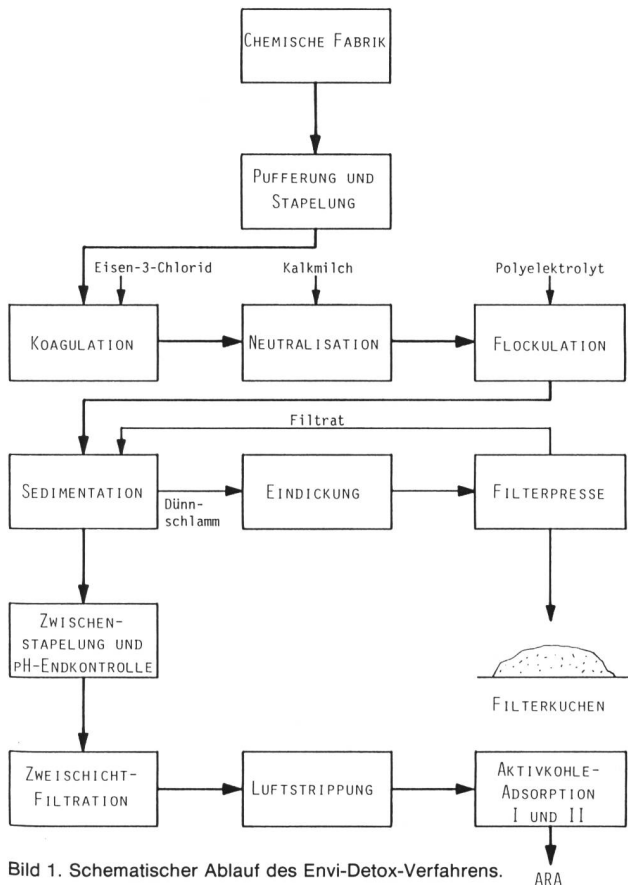 CHEMISCHE FABRIK
PUFFERUNG UND
STAPELUNG
Eisen-3-Chlorid
Kalkmilch
Polyelektrolyt
KOAGULATION
NEUTRALISATION
FLOCKULATION
Filtrat
SEDIMENTATION
Dünn-
schlamm
EINDICKUNG
FILTERPRESSE
ZWISCHEN-
STAPELUNG UND
PH-ENDKONTROLLE
FILTERKUCHEN
ZWEISCHICHT-
FILTRATION
LUFTSTRIPPUNG
AKTIVKOHLE-
ADSORPTION
I UND II
Bild 1. Schematischer Ablauf des Envi-Detox-Verfahrens.
ARA